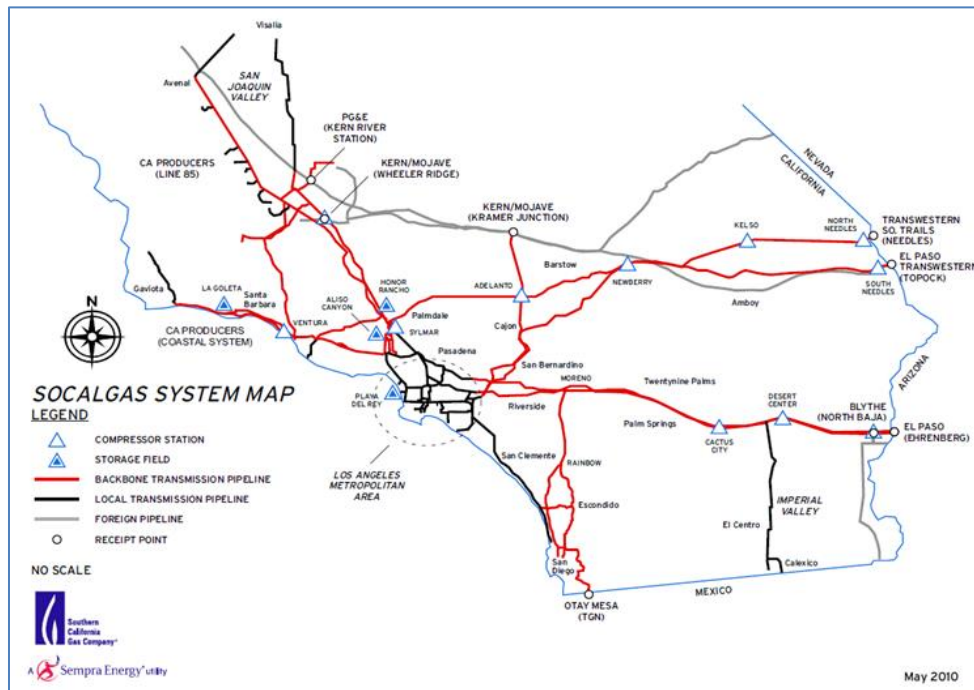 Visalia
Avenal
SAN
JOAQUIN
VALLEY
PG&E
(KERN RIVER
STATION)
CA PRODUCERS
(LINE 85)
KERN/MOJAVE
(WHEELER RIDGE)
KERN/MOJAVE
(KRAMER JUNCTION)
NEVADA
CALIFORNIA
KELSO
NORTH
NEEDLES
TRANSWESTERN
SO. TRAILS
(NEEDLES)
EL PASO
TRANSWESTERN
(TOPOCK)
SOUTH
NEEDLES
Barstow
NEWBERRY
Amboy
ADELANTO
Cajon
Gaviota
LA GOLETA
Santa
Barbara
VENTURA
CA PRODUCERS
(COASTAL SYSTEM)
HONOR
RANCHO
ALISO
CANYON
Palmdale
SYLMAR
Pasadena
San Bernardino
MORENO
Riverside
Twentynine Palms
Palm Springs
CACTUS
CITY
DESERT
CENTER
BLYTHE
(NORTH BAJA)
ARIZONA
EL PASO
(EHRENBERG)
PLAYA
DEL REY
N
San Clemente
LOS ANGELES
METROPOLITAN
AREA
RAINBOW
Escondido
San
Diego
OTAY MESA
(TGN)
IMPERIAL
VALLEY
El Centro
Calexico
MEXICO
SOCALGAS SYSTEM MAP
LEGEND
COMPRESSOR STATION
STORAGE FIELD
BACKBONE TRANSMISSION PIPELINE
LOCAL TRANSMISSION PIPELINE
FOREIGN PIPELINE
RECEIPT POINT
NO SCALE
Southern
California
Gas Company®
A Sempra Energy® utility
May 2010